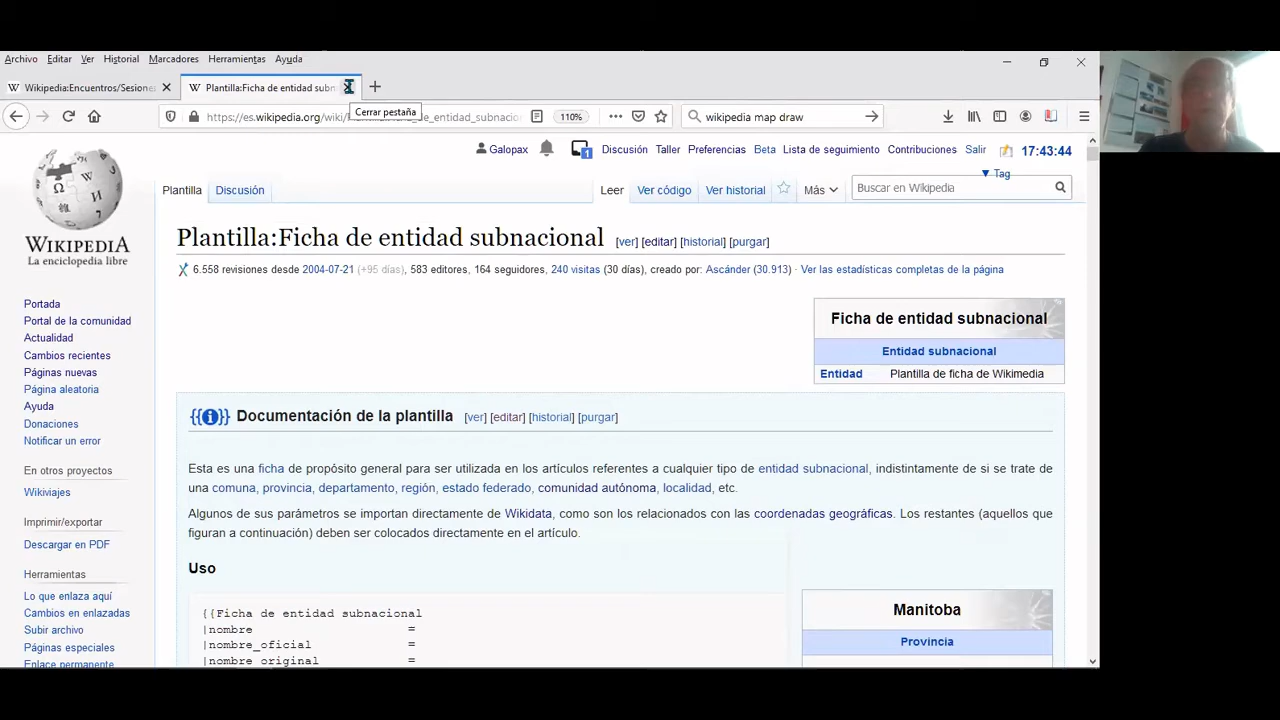 Archivo Editar Ver Historial Marcadores Herramientas Ayuda
Wikipedia:Encuentros/Sesione Plantilla:Ficha de entidad subn
Cerrar pestaña
https://es.wikipedia.org/wiki/ _de_entidad_subnacio 110% wikipedia map draw
Galopax 1 Discusión Taller Preferencias Beta Lista de seguimiento Contribuciones Salir 17:43:44
Tag
Plantilla Discusión Leer Ver código Ver historial Más Buscar en Wikipedia
WIKIPEDIA
La enciclopedia libre
Plantilla:Ficha de entidad subnacional [ver] [editar] [historial] [purgar]
6.558 revisiones desde 2004-07-21 (+95 días), 583 editores, 164 seguidores, 240 visitas (30 días), creado por: Ascánder (30.913) · Ver las estadísticas completas de la página
Portada
Portal de la comunidad
Actualidad
Cambios recientes
Páginas nuevas
Página aleatoria
Ayuda
Donaciones
Notificar un error
En otros proyectos
Wikiviajes
Imprimir/exportar
Descargar en PDF
Herramientas
Lo que enlaza aquí
Cambios en enlazadas
Subir archivo
Páginas especiales
Enlace permanente
Ficha de entidad subnacional
Entidad subnacional
Entidad Plantilla de ficha de Wikimedia
{{i}} Documentación de la plantilla [ver] [editar] [historial] [purgar]
Esta es una ficha de propósito general para ser utilizada en los artículos referentes a cualquier tipo de entidad subnacional, indistintamente de si se trate de
una comuna, provincia, departamento, región, estado federado, comunidad autónoma, localidad, etc.
Algunos de sus parámetros se importan directamente de Wikidata, como son los relacionados con las coordenadas geográficas. Los restantes (aquellos que
figuran a continuación) deben ser colocados directamente en el artículo.
Uso
{{Ficha de entidad subnacional
|nombre =
|nombre_oficial =
|nombre original =
Manitoba
Provincia